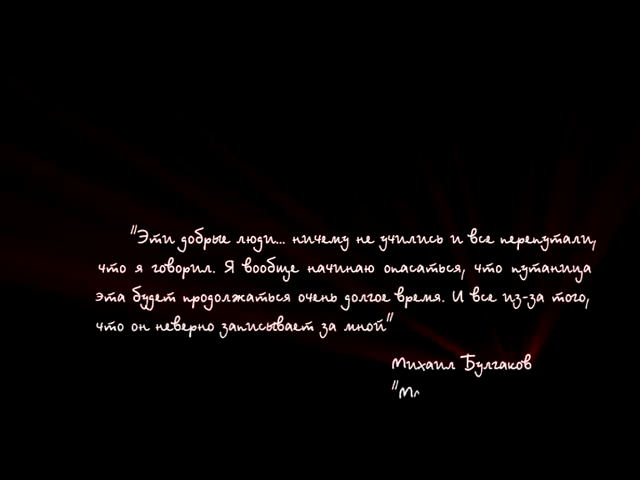 "Эти добрые люди... ничему не учились и все перепутали,
что я говорил. Я вообще начинаю опасаться, что путаница
эта будет продолжаться очень долгое время. И все из-за того,
что он неверно записывает за мной"
Михаил Булгаков
"М